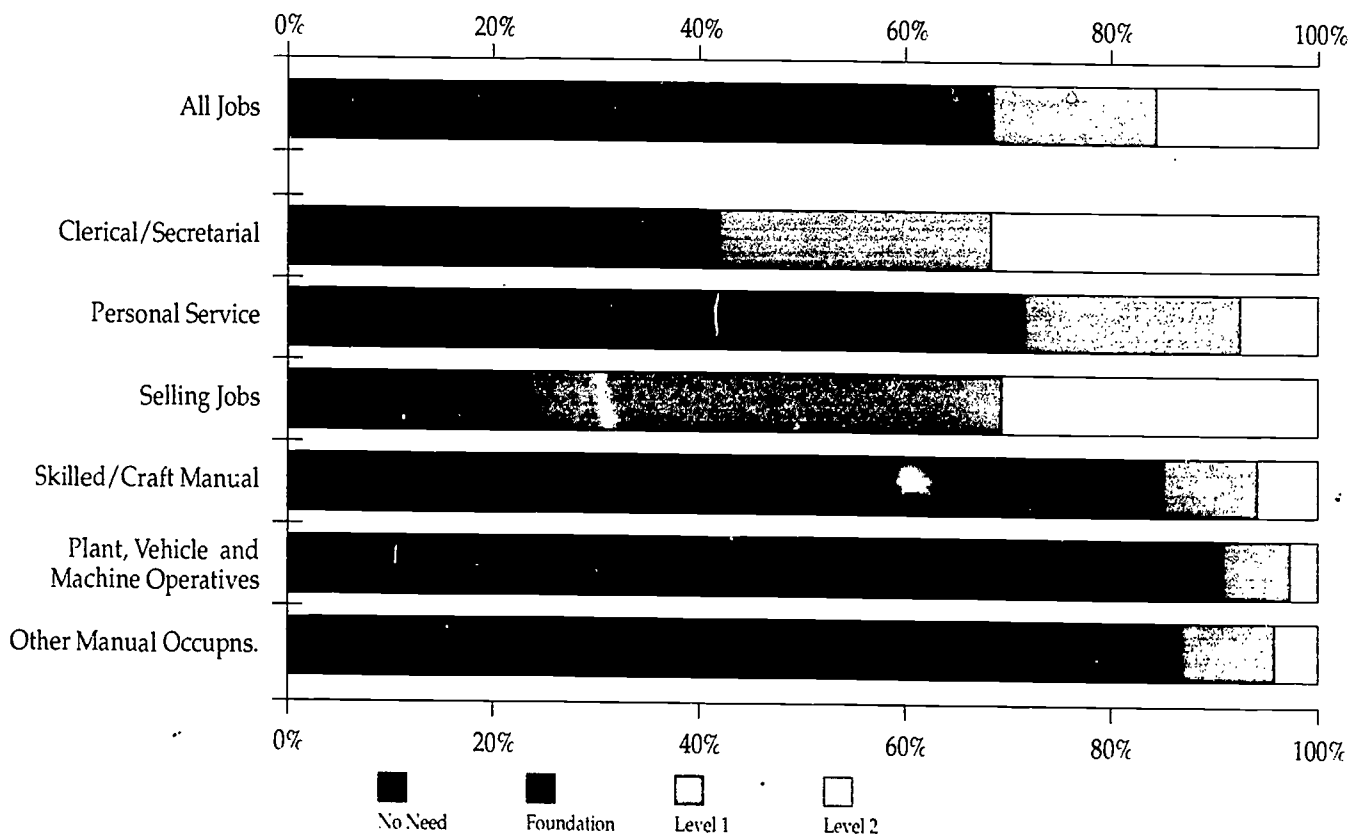 0% 20% 40% 60% 80% 100%
All Jobs
Clerical/Secretarial
Personal Service
Selling Jobs
Skilled/Craft Manual
Plant, Vehicle and
Machine Operatives
Other Manual Occupns.
0% 20% 40% 60% 80% 100%
No Need Foundation Level 1 Level 2